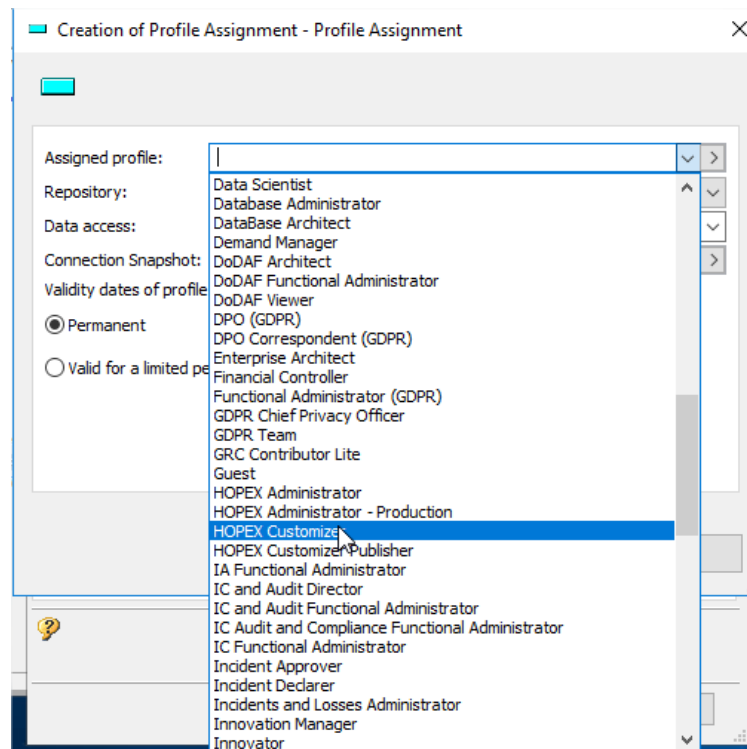 Creation of Profile Assignment - Profile Assignment
Assigned profile:
Repository:
Data access:
Connection Snapshot:
Validity dates of profile
Permanent
Valid for a limited pe
Data Scientist
Database Administrator
DataBase Architect
Demand Manager
DoDAF Architect
DoDAF Functional Administrator
DoDAF Viewer
DPO (GDPR)
DPO Correspondent (GDPR)
Enterprise Architect
Financial Controller
Functional Administrator (GDPR)
GDPR Chief Privacy Officer
GDPR Team
GRC Contributor Lite
Guest
HOPEX Administrator
HOPEX Administrator - Production
HOPEX Customizer
HOPEX Customizer Publisher
IA Functional Administrator
IC and Audit Director
IC and Audit Functional Administrator
IC Audit and Compliance Functional Administrator
IC Functional Administrator
Incident Approver
Incident Declarer
Incidents and Losses Administrator
Innovation Manager
Innovator